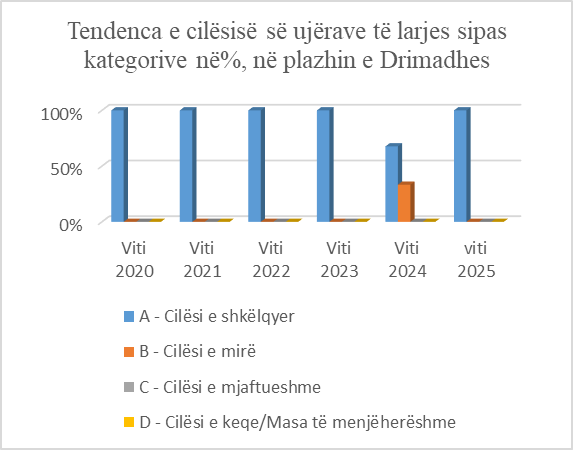 Tendenca e cilësisë së ujërave të larjes sipas
kategorive në%, në plazhin e Drimadhes
100%
50%
0%
Viti 2020
Viti 2021
Viti 2022
Viti 2023
Viti 2024
viti 2025
A - Cilësi e shkëlqyer
B - Cilësi e mirë
C - Cilësi e mjaftueshme
D - Cilësi e keqe/Masa të menjëherëshme